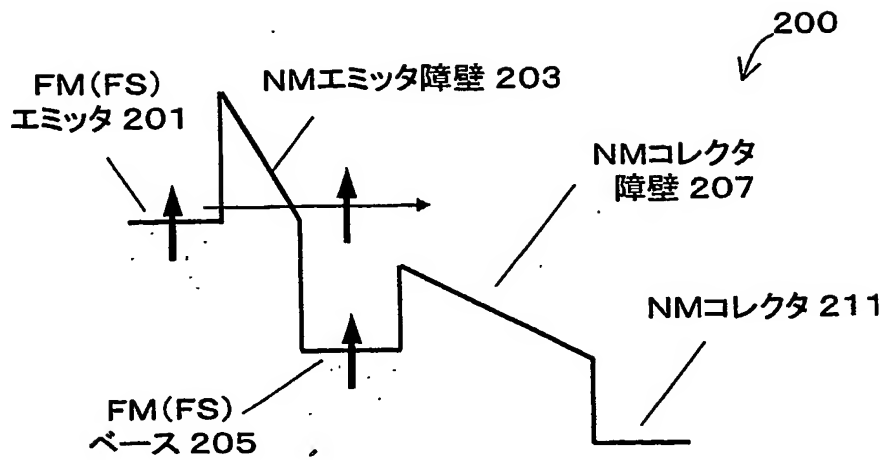 200
FM(FS)
エミッタ 201
NMエミッタ障壁 203
NMコレクタ
障壁 207
NMコレクタ 211
FM(FS)
ベース 205